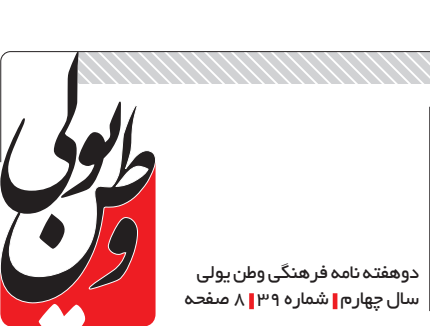 وطن یولی
دوهفته نامه فرهنگی وطن یولی
سال چهارم | شماره ۳۹ | ۸ صفحه